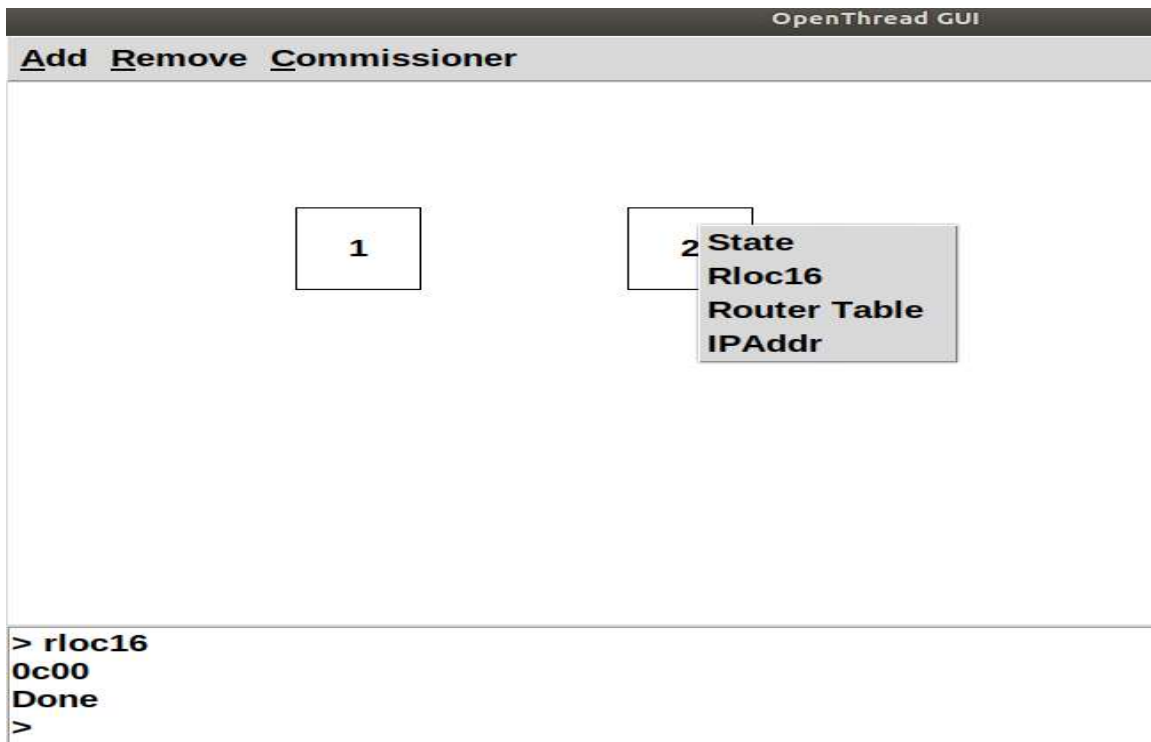 OpenThread GUI
Add Remove Commissioner
1
2
State
Rloc16
Router Table
IPAddr
> rloc16
0c00
Done
>